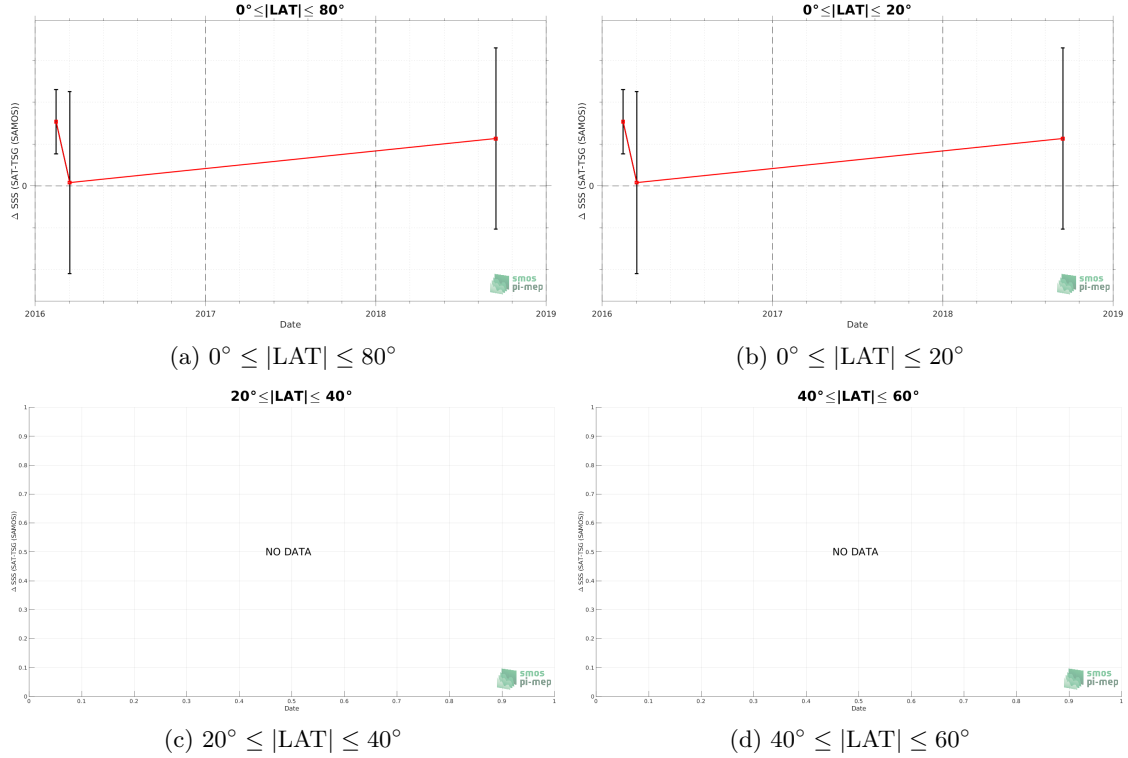 0°≤|LAT|≤ 80°
Δ SSS (SAT-TSG (SAMOS))
0
2016 2017 2018 2019
Date
smos
pi-mep
(a) 0° ≤ |LAT| ≤ 80°
0°≤|LAT|≤ 20°
Δ SSS (SAT-TSG (SAMOS))
0
2016 2017 2018 2019
Date
smos
pi-mep
(b) 0° ≤ |LAT| ≤ 20°
20°≤|LAT|≤ 40°
Δ SSS (SAT-TSG (SAMOS))
1
0.9
0.8
0.7
0.6
0.5
0.4
0.3
0.2
0.1
0
NO DATA
0 0.1 0.2 0.3 0.4 0.5 0.6 0.7 0.8 0.9 1
Date
smos
pi-mep
(c) 20° ≤ |LAT| ≤ 40°
40°≤|LAT|≤ 60°
Δ SSS (SAT-TSG (SAMOS))
1
0.9
0.8
0.7
0.6
0.5
0.4
0.3
0.2
0.1
0
NO DATA
0 0.1 0.2 0.3 0.4 0.5 0.6 0.7 0.8 0.9 1
Date
smos
pi-mep
(d) 40° ≤ |LAT| ≤ 60°